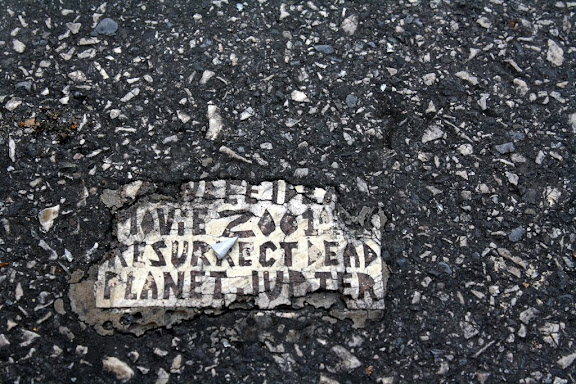 MOVIE 2001
RESURRECT DEAD
PLANET JUPITER